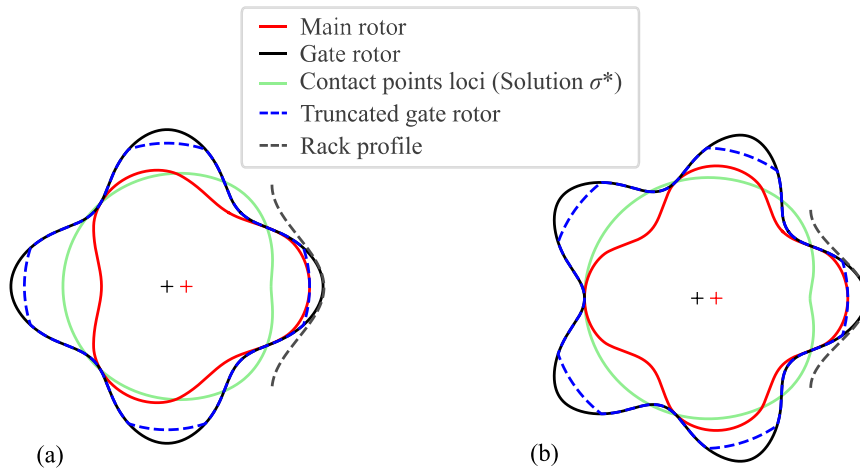 Main rotor
Gate rotor
Contact points loci (Solution σ*)
Truncated gate rotor
Rack profile
(a)
(b)